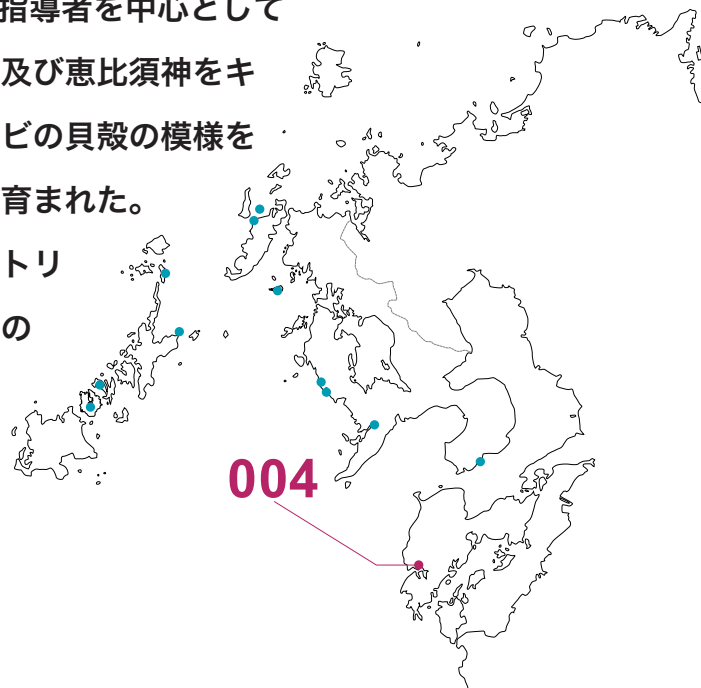 指導者を中心として
及び恵比須神をキ
ビの貝殻の模様を
育まれた。
トリ
の
004